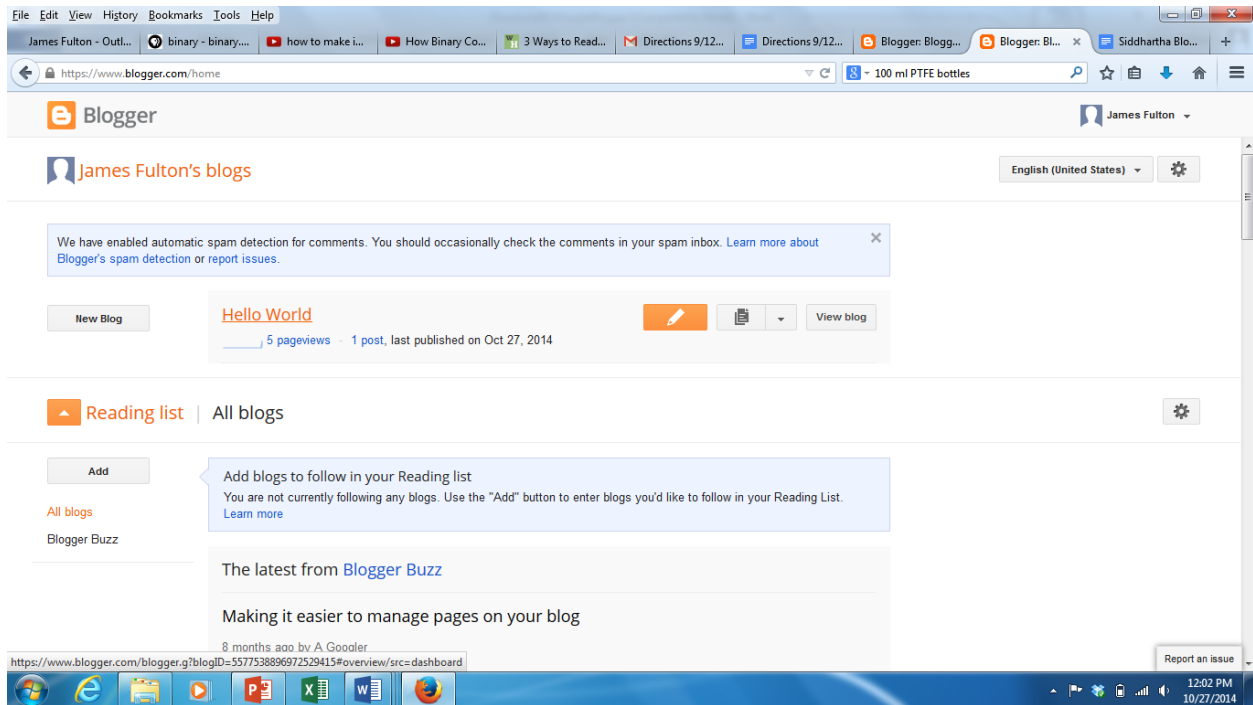 File Edit View History Bookmarks Tools Help
James Fulton - Outl... binary - binary.... how to make i... How Binary Co... 3 Ways to Read... Directions 9/12... Directions 9/12... Blogger: Blogg... Blogger: Bl... Siddhartha Blo...
https://www.blogger.com/home 100 ml PTFE bottles
Blogger James Fulton
James Fulton's blogs English (United States)
We have enabled automatic spam detection for comments. You should occasionally check the comments in your spam inbox. Learn more about
Blogger's spam detection or report issues.
New Blog Hello World View blog
5 pageviews - 1 post, last published on Oct 27, 2014
Reading list | All blogs
Add Add blogs to follow in your Reading list
You are not currently following any blogs. Use the "Add" button to enter blogs you'd like to follow in your Reading List.
All blogs Learn more
Blogger Buzz
The latest from Blogger Buzz
Making it easier to manage pages on your blog
8 months ago by A Googler
https://www.blogger.com/blogger.g?blogID=5577538896972529415#overview/src=dashboard Report an issue
12:02 PM
10/27/2014